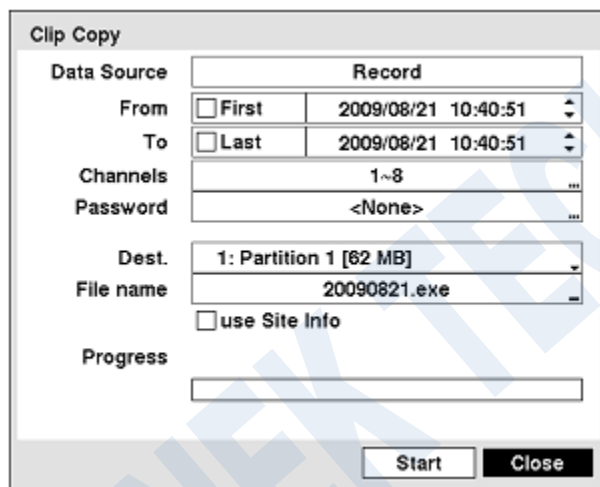 Clip Copy
Data Source Record
From First 2009/08/21 10:40:51
To Last 2009/08/21 10:40:51
Channels 1~8 ...
Password <None> ...
Dest. 1: Partition 1 [62 MB]
File name 20090821.exe
use Site Info
Progress
Start Close
NEK TEC